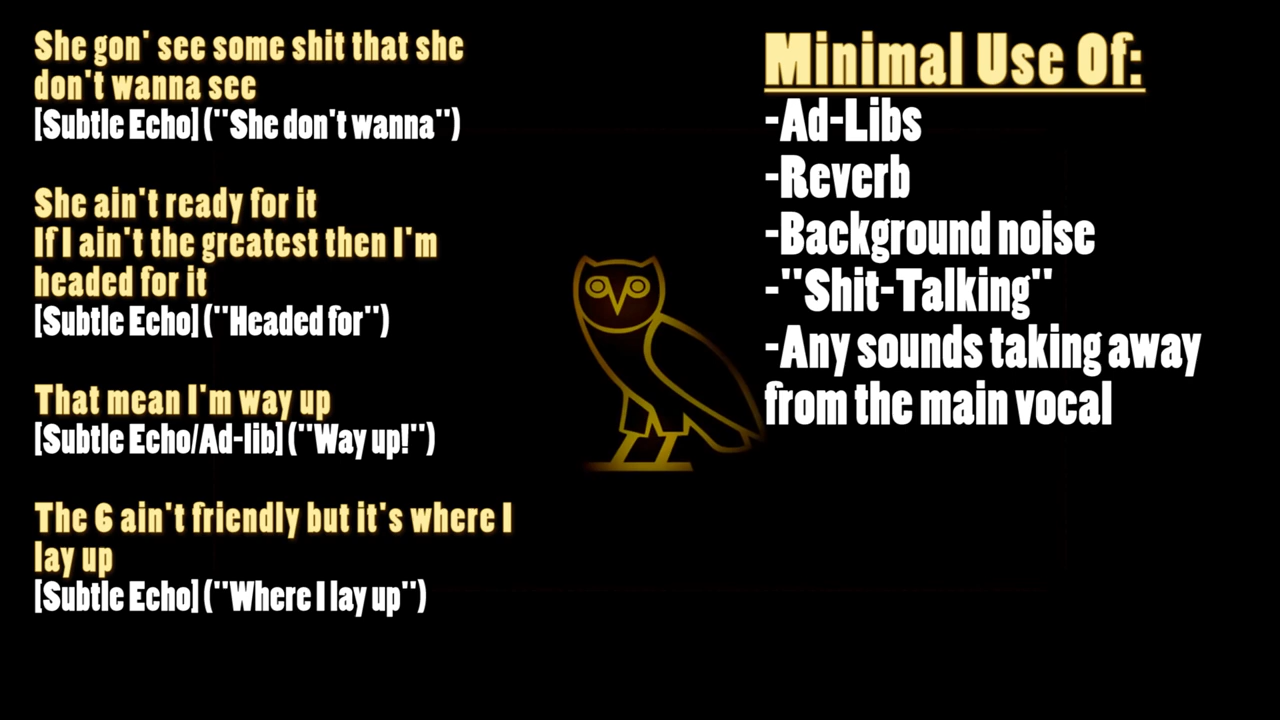 She gon' see some shit that she
don't wanna see
[Subtle Echo] ("She don't wanna")
She ain't ready for it
If I ain't the greatest then I'm
headed for it
[Subtle Echo] ("Headed for")
That mean I'm way up
[Subtle Echo/Ad-lib] ("Way up!")
The 6 ain't friendly but it's where I
lay up
[Subtle Echo] ("Where I lay up")
Minimal Use Of:
-Ad-Libs
-Reverb
-Background noise
-"Shit-Talking"
-Any sounds taking away
from the main vocal